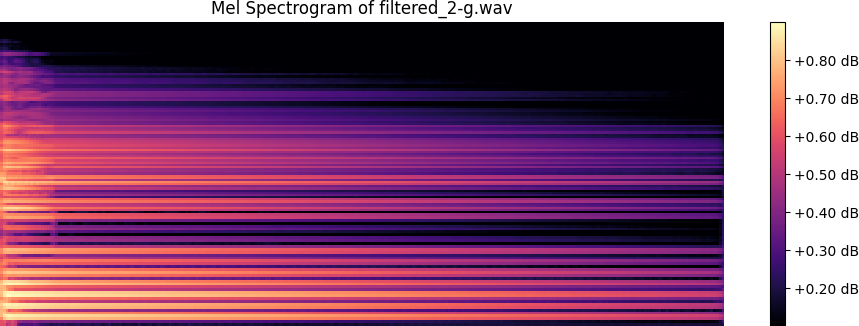 Mel Spectrogram of filtered_2-g.wav
+0.80 dB
+0.70 dB
+0.60 dB
+0.50 dB
+0.40 dB
+0.30 dB
+0.20 dB